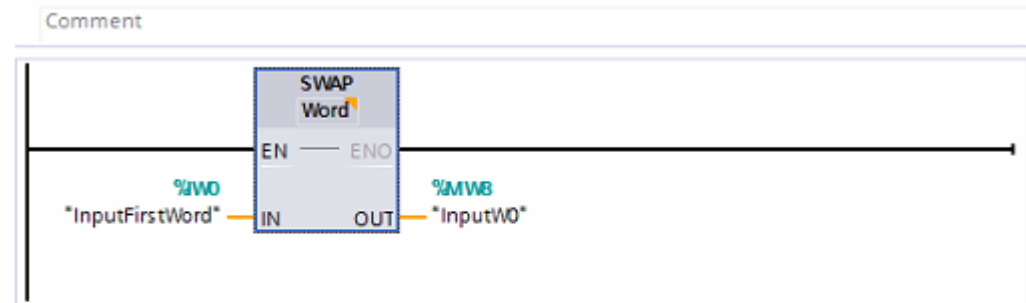 Comment
SWAP
Word
EN ENO
%IW0 %MW8
"InputFirstWord" IN OUT "InputW0"